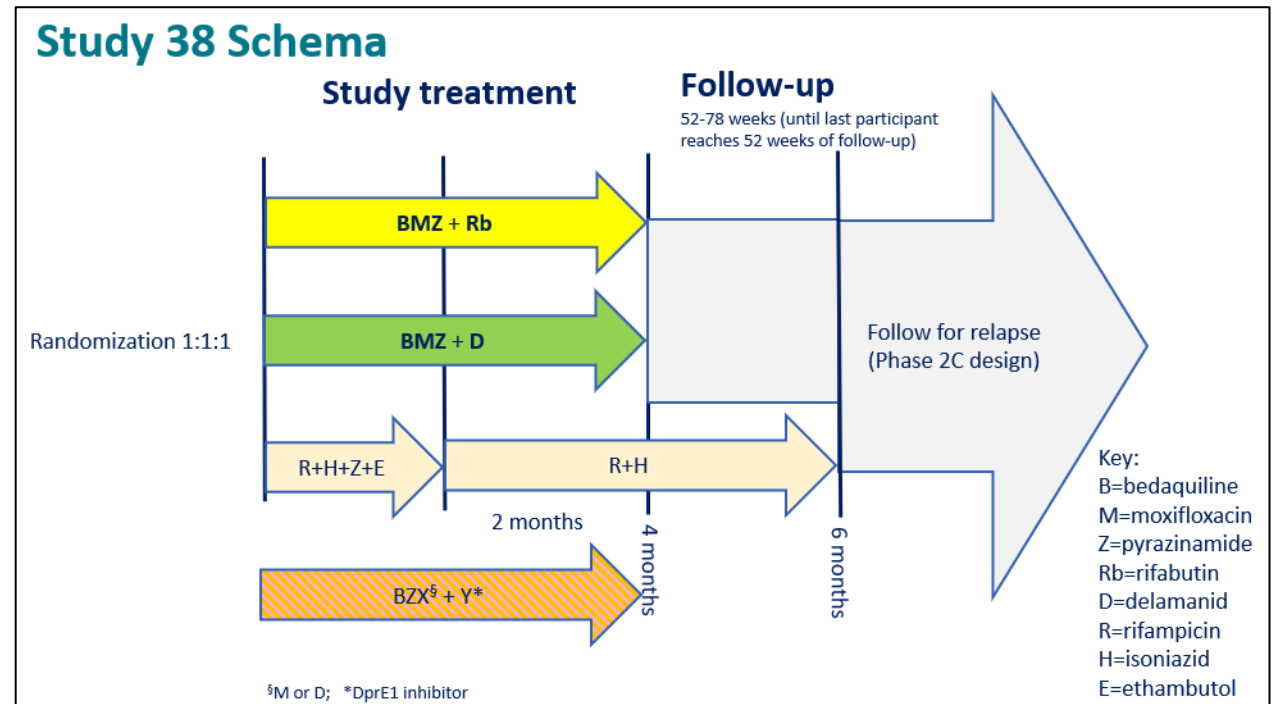 Study 38 Schema
Study treatment
Follow-up
52-78 weeks (until last participant
reaches 52 weeks of follow-up)
BMZ + Rb
Randomization 1:1:1
BMZ + D
Follow for relapse
(Phase 2C design)
R+H+Z+E
R+H
2 months
4 months
6 months
BZX§ + Y*
§M or D; *DprE1 inhibitor
Key:
B=bedaquiline
M=moxifloxacin
Z=pyrazinamide
Rb=rifabutin
D=delamanid
R=rifampicin
H=isoniazid
E=ethambutol